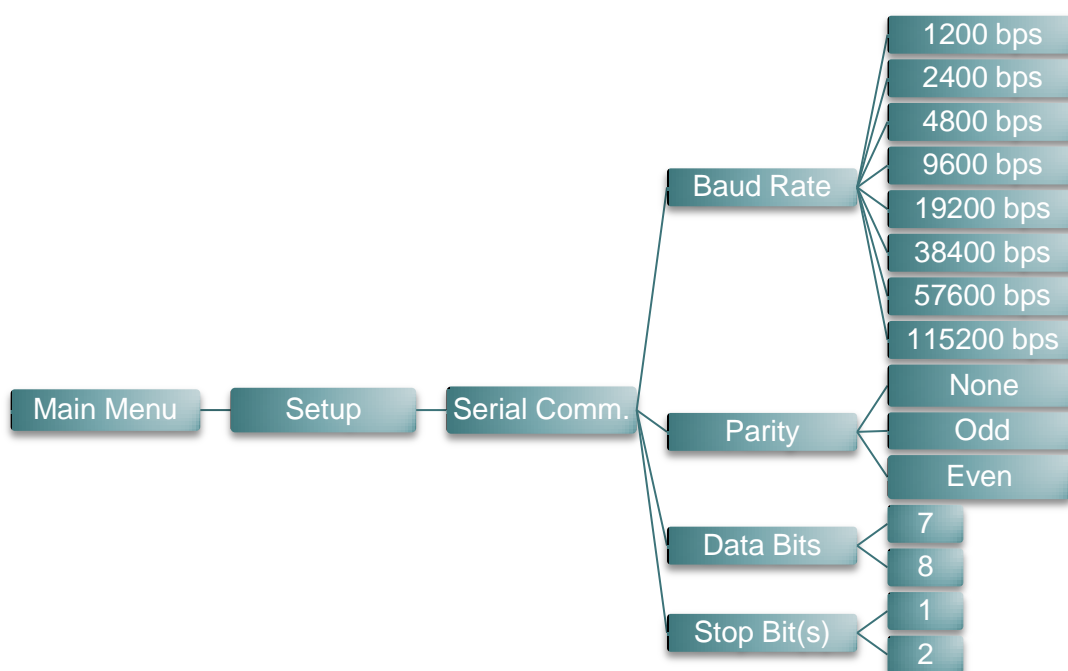 1200 bps
2400 bps
4800 bps
9600 bps
Baud Rate
19200 bps
38400 bps
57600 bps
115200 bps
Main Menu
Setup
Serial Comm.
None
Parity
Odd
Even
Data Bits
7
8
Stop Bit(s)
1
2